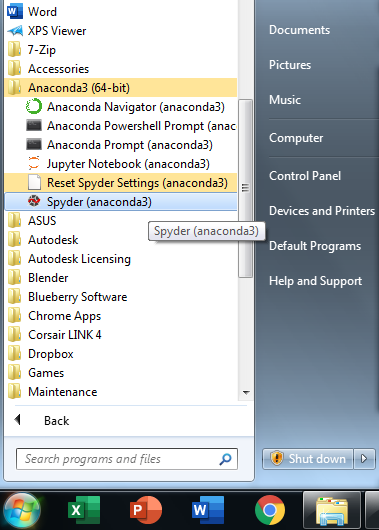 Word
XPS Viewer
7-Zip
Accessories
Anaconda3 (64-bit)
Anaconda Navigator (anaconda3)
Anaconda Powershell Prompt (anac
Anaconda Prompt (anaconda3)
Jupyter Notebook (anaconda3)
Reset Spyder Settings (anaconda3)
Spyder (anaconda3)
Spyder (anaconda3)
ASUS
Autodesk
Autodesk Licensing
Blender
Blueberry Software
Chrome Apps
Corsair LINK 4
Dropbox
Games
Maintenance
Back
Search programs and files
Documents
Pictures
Music
Computer
Control Panel
Devices and Printers
Default Programs
Help and Support
Shut down